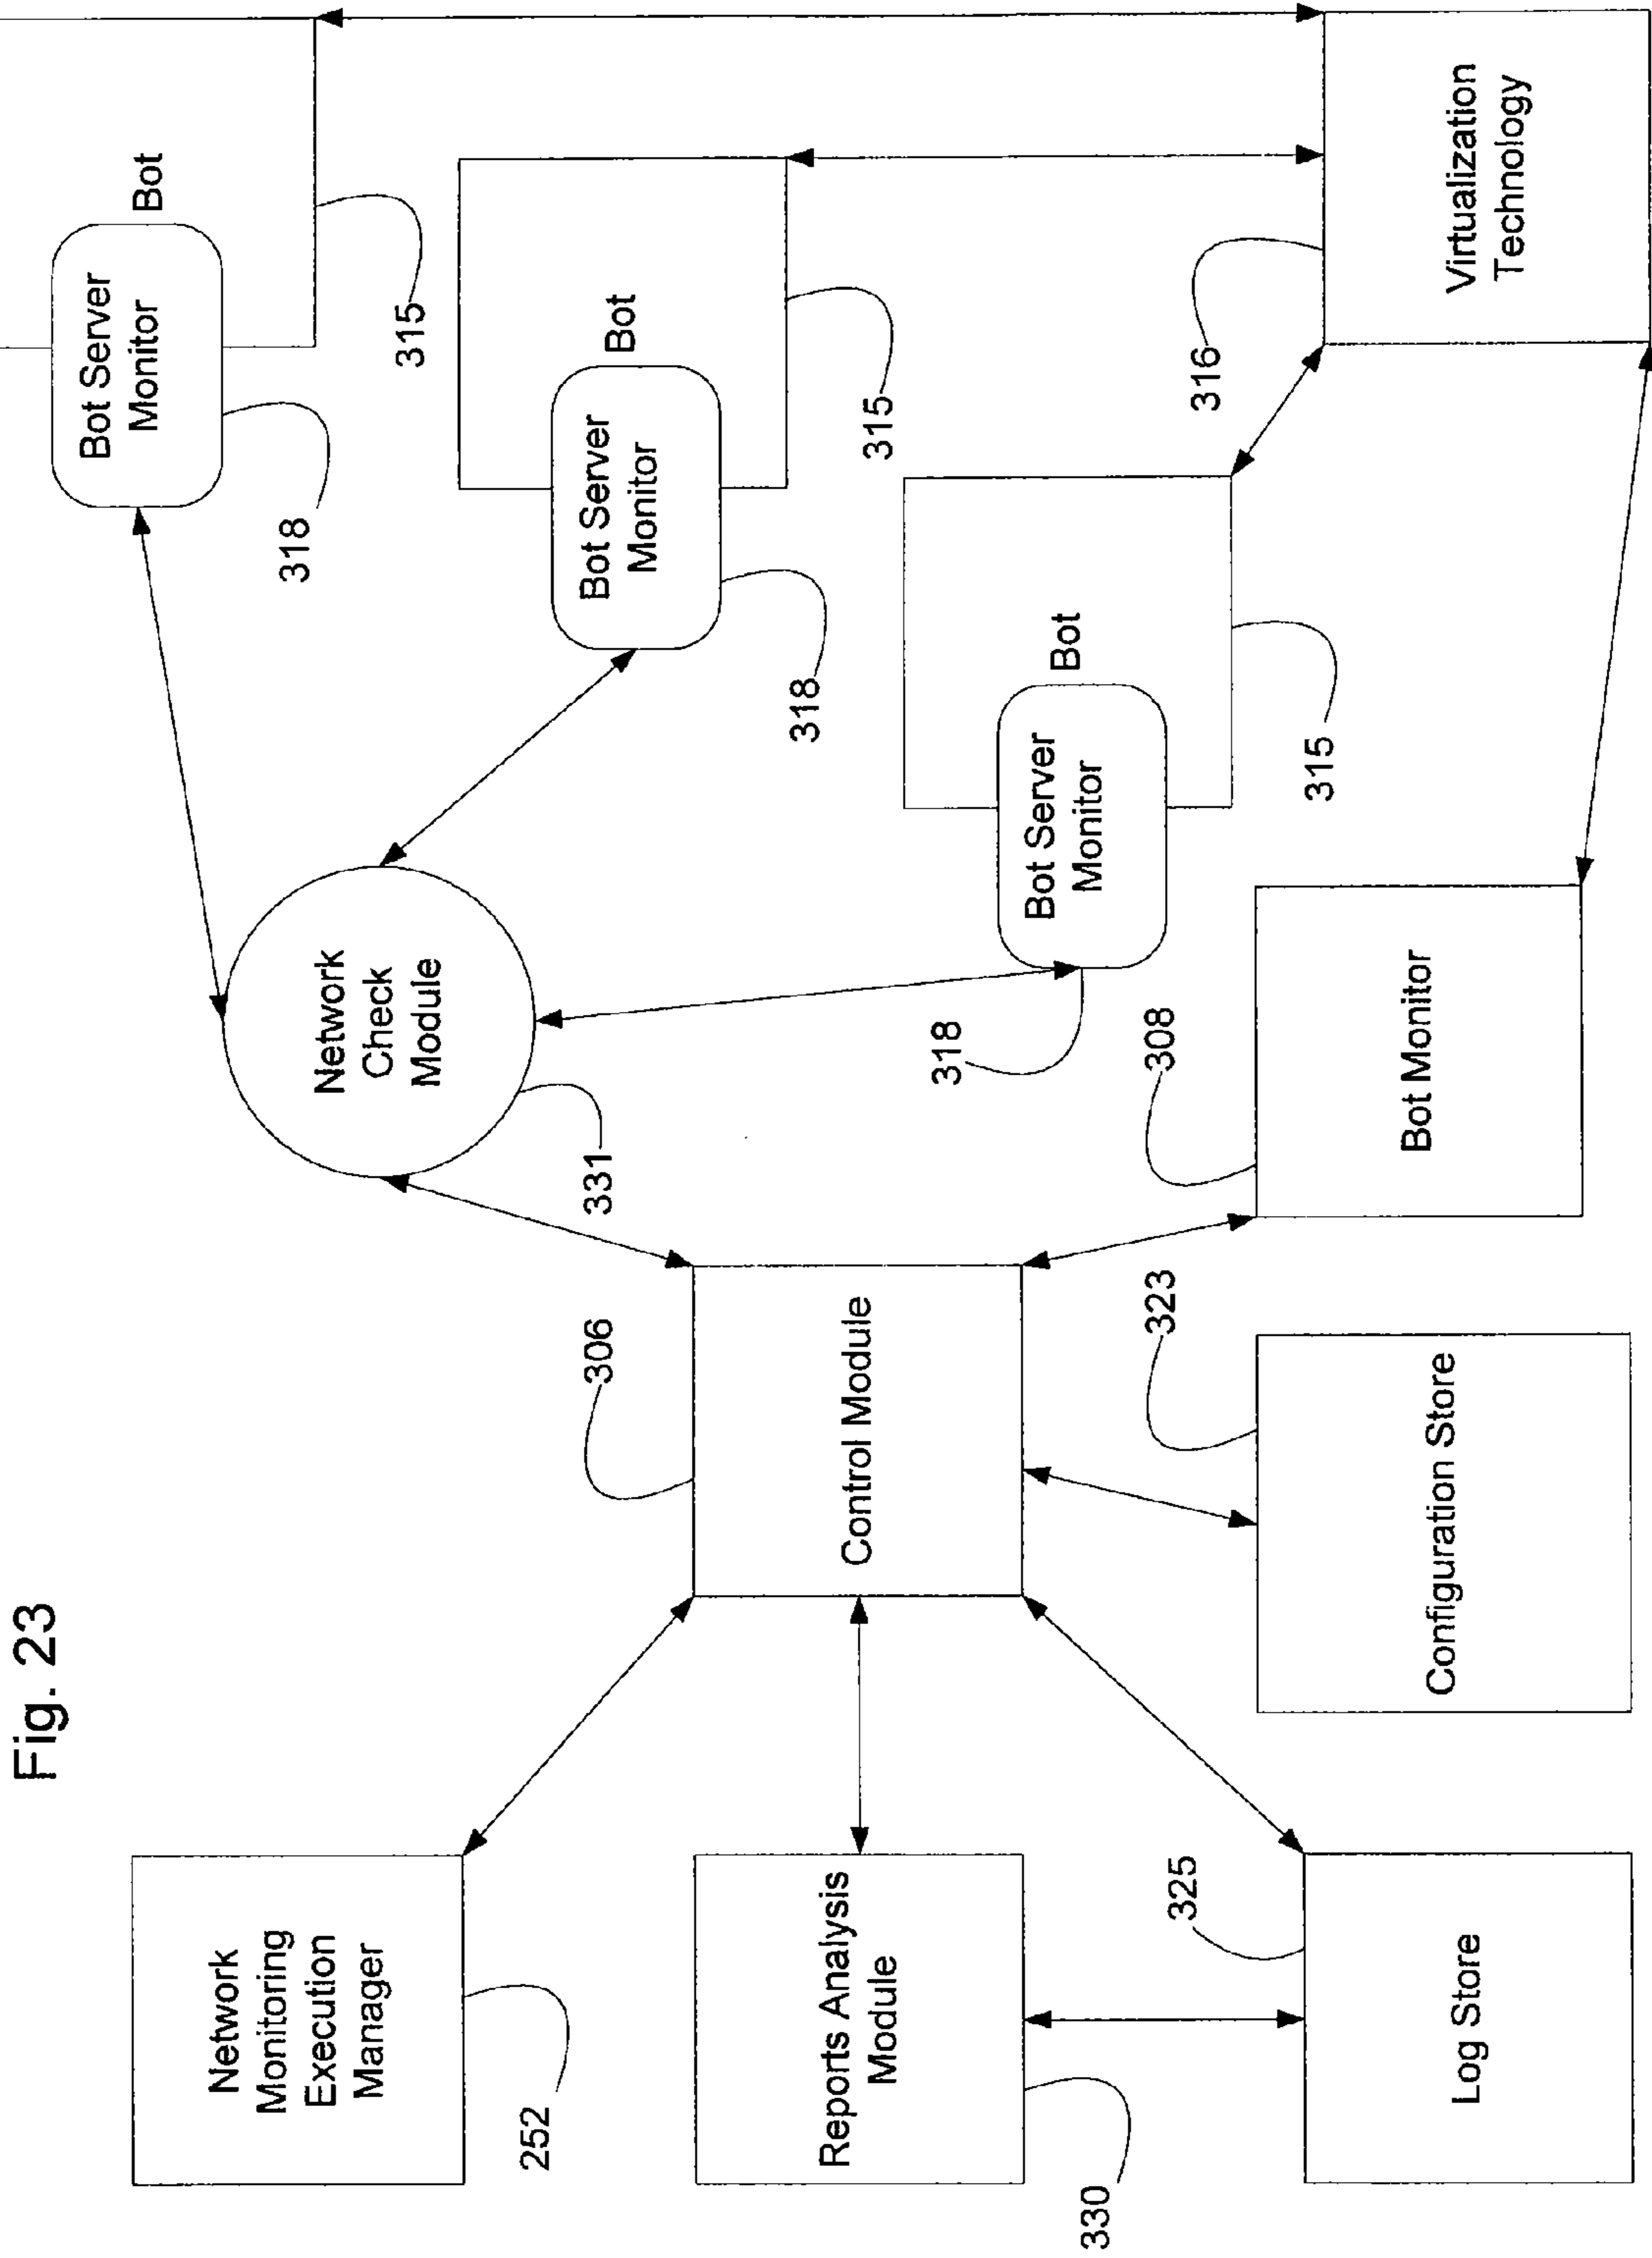 Fig. 23
Network
Monitoring
Execution
Manager
252
Reports Analysis
Module
330
Log Store
325
Control Module
306
Configuration Store
323
Network
Check
Module
331
Bot Monitor
308
Bot Server
Monitor
318
Bot
315
Bot Server
Monitor
318
Bot
315
Bot Server
Monitor
318
Bot
315
Virtualization
Technology
316